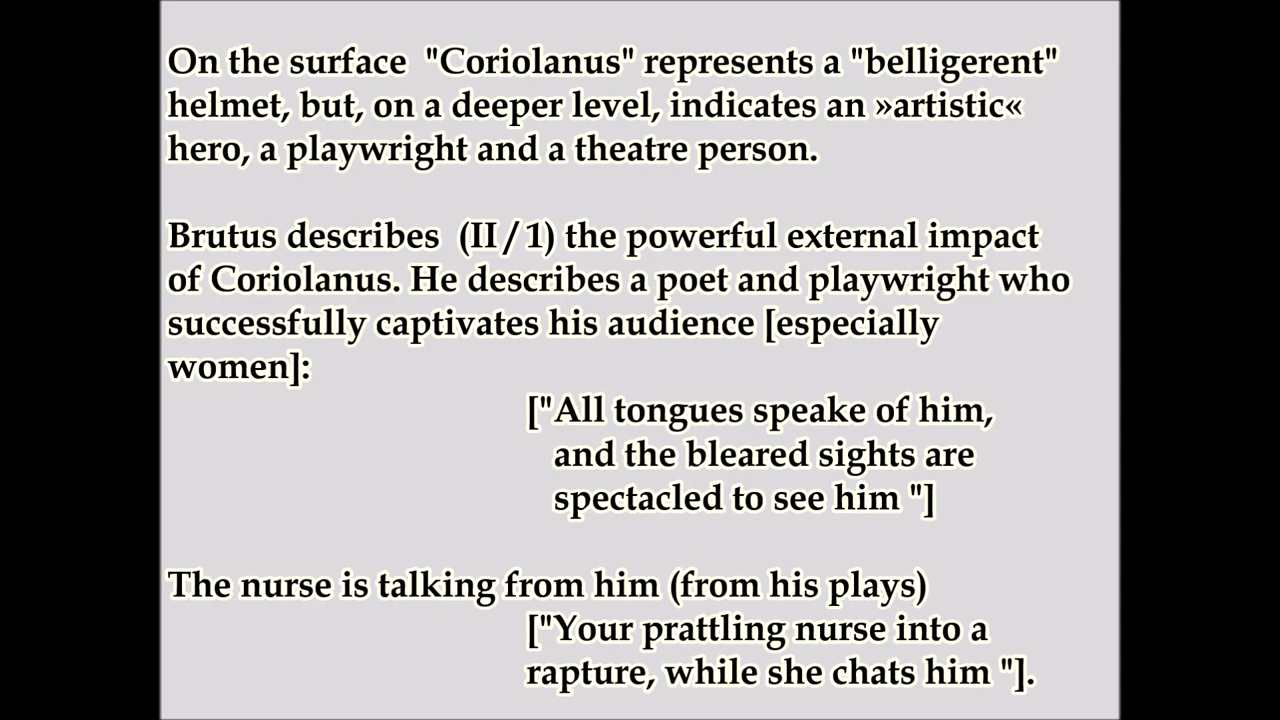 On the surface "Coriolanus" represents a "belligerent"
helmet, but, on a deeper level, indicates an »artistic«
hero, a playwright and a theatre person.
Brutus describes (II/1) the powerful external impact
of Coriolanus. He describes a poet and playwright who
successfully captivates his audience [especially
women]:
["All tongues speake of him,
and the bleared sights are
spectacled to see him "]
The nurse is talking from him (from his plays)
["Your prattling nurse into a
rapture, while she chats him "].